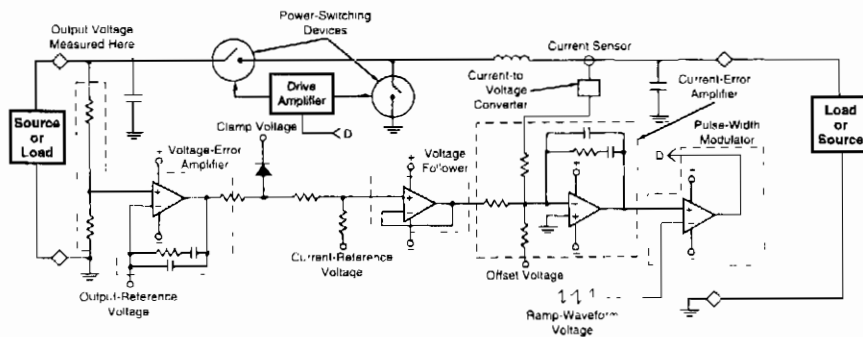 Output Voltage
Measured Here
Power-Switching
Devices
Current Sensor
Drive
Amplifier
Current-to
Voltage
Converter
Current-Error
Amplifier
Source
or
Load
Clamp Voltage
D
Voltage-Error
Amplifier
Voltage
Follower
Pulse-Width
Modulator
D
Load
or
Source
Current-Reference
Voltage
Offset Voltage
Output-Reference
Voltage
Ramp-Waveform
Voltage